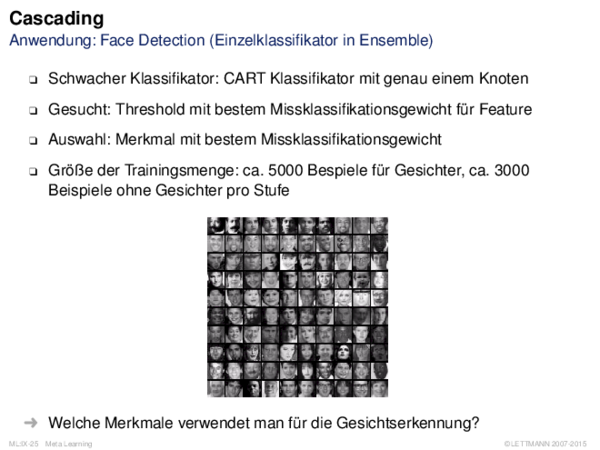 Cascading
Anwendung: Face Detection (Einzelklassifikator in Ensemble)
❑ Schwacher Klassifikator: CART Klassifikator mit genau einem Knoten
❑ Gesucht: Threshold mit bestem Missklassifikationsgewicht für Feature
❑ Auswahl: Merkmal mit bestem Missklassifikationsgewicht
❑ Größe der Trainingsmenge: ca. 5000 Bespiele für Gesichter, ca. 3000
Beispiele ohne Gesichter pro Stufe
➜ Welche Merkmale verwendet man für die Gesichtserkennung?
ML:IX-25 Meta Learning
©LETTMANN 2007-2015